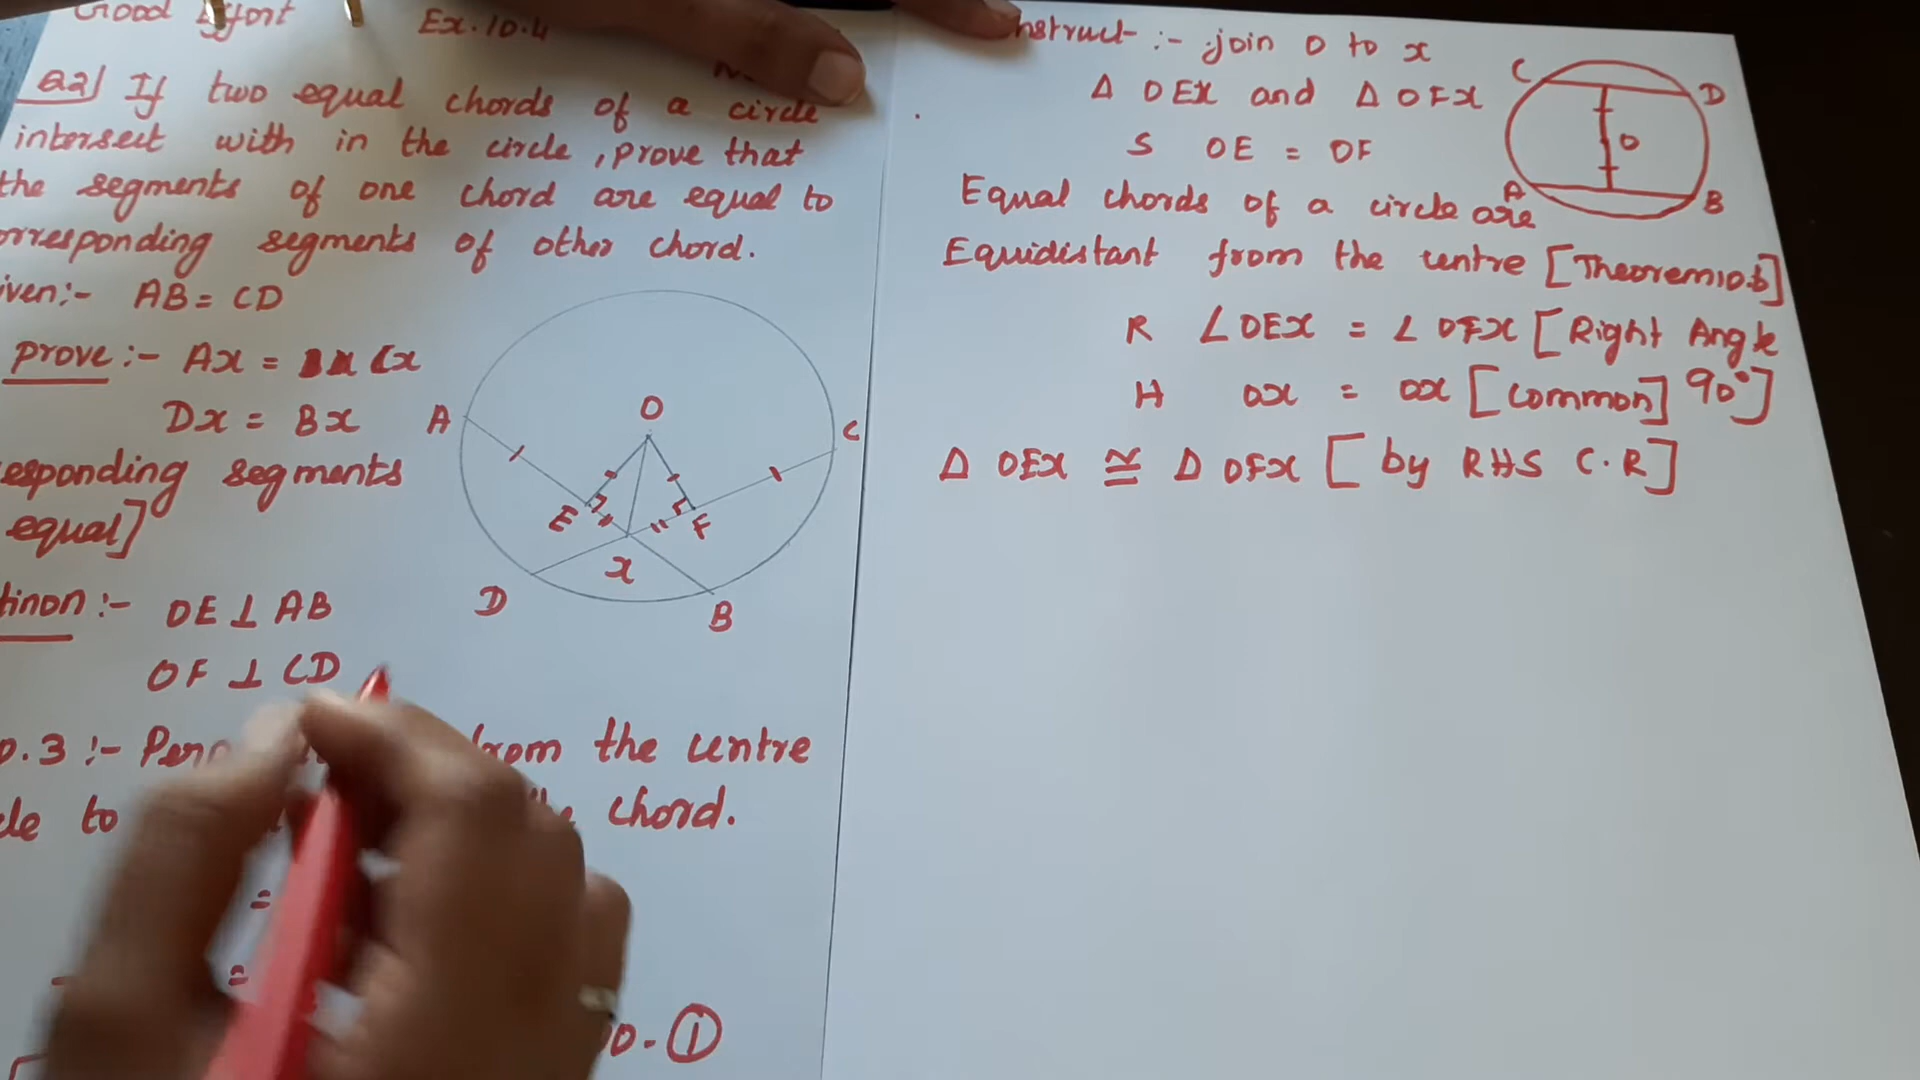 Good Effort Ex.10.4
Q2) If two equal chords of a circle
intersect with in the circle, prove that
the segments of one chord are equal to
orresponding segments of other chord.
iven:- AB = CD
prove:- Ax = Cx
Dx = Bx
esponding segments
equal]
tinon:- OE ⊥ AB
OF ⊥ CD
0.3:- from the centre
le to chord.
=
=
①
A
O
C
E
F
x
D
B
nstruct:- join O to x
Δ OEx and Δ OFx
S OE = OF
Equal chords of a circle are
Equidistant from the centre [Theorem10.6]
R ∠OEx = ∠OFx [Right Angle
90°]
H ox = ox [common]
Δ OEx ≅ Δ OFx [by RHS C.R]
C
D
O
A
B